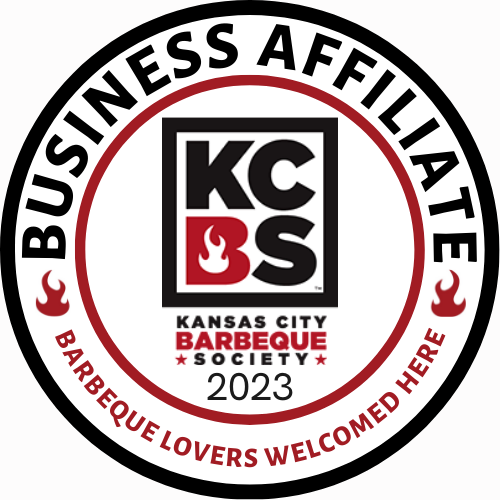 BUSINESS AFFILIATE
KC
BS
™
KANSAS CITY
BARBEQUE
SOCIETY
2023
BARBEQUE LOVERS WELCOMED HERE